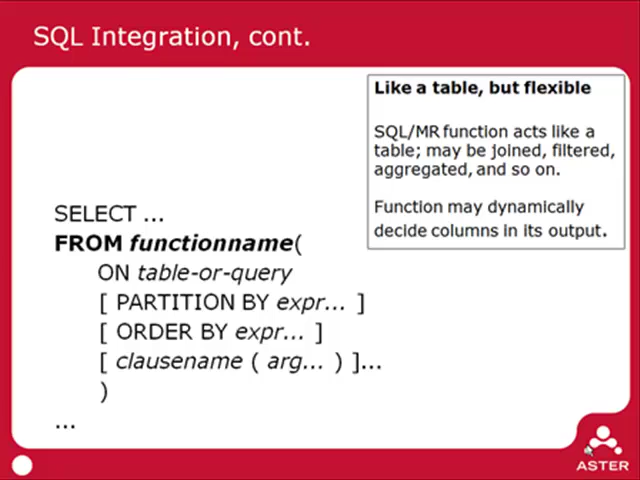 SQL Integration, cont.
Like a table, but flexible
SQL/MR function acts like a
table; may be joined, filtered,
aggregated, and so on.
Function may dynamically
decide columns in its output.
SELECT ...
FROM functionname(
ON table-or-query
[ PARTITION BY expr... ]
[ ORDER BY expr... ]
[ clausename ( arg... ) ]...
)
...
ASTER